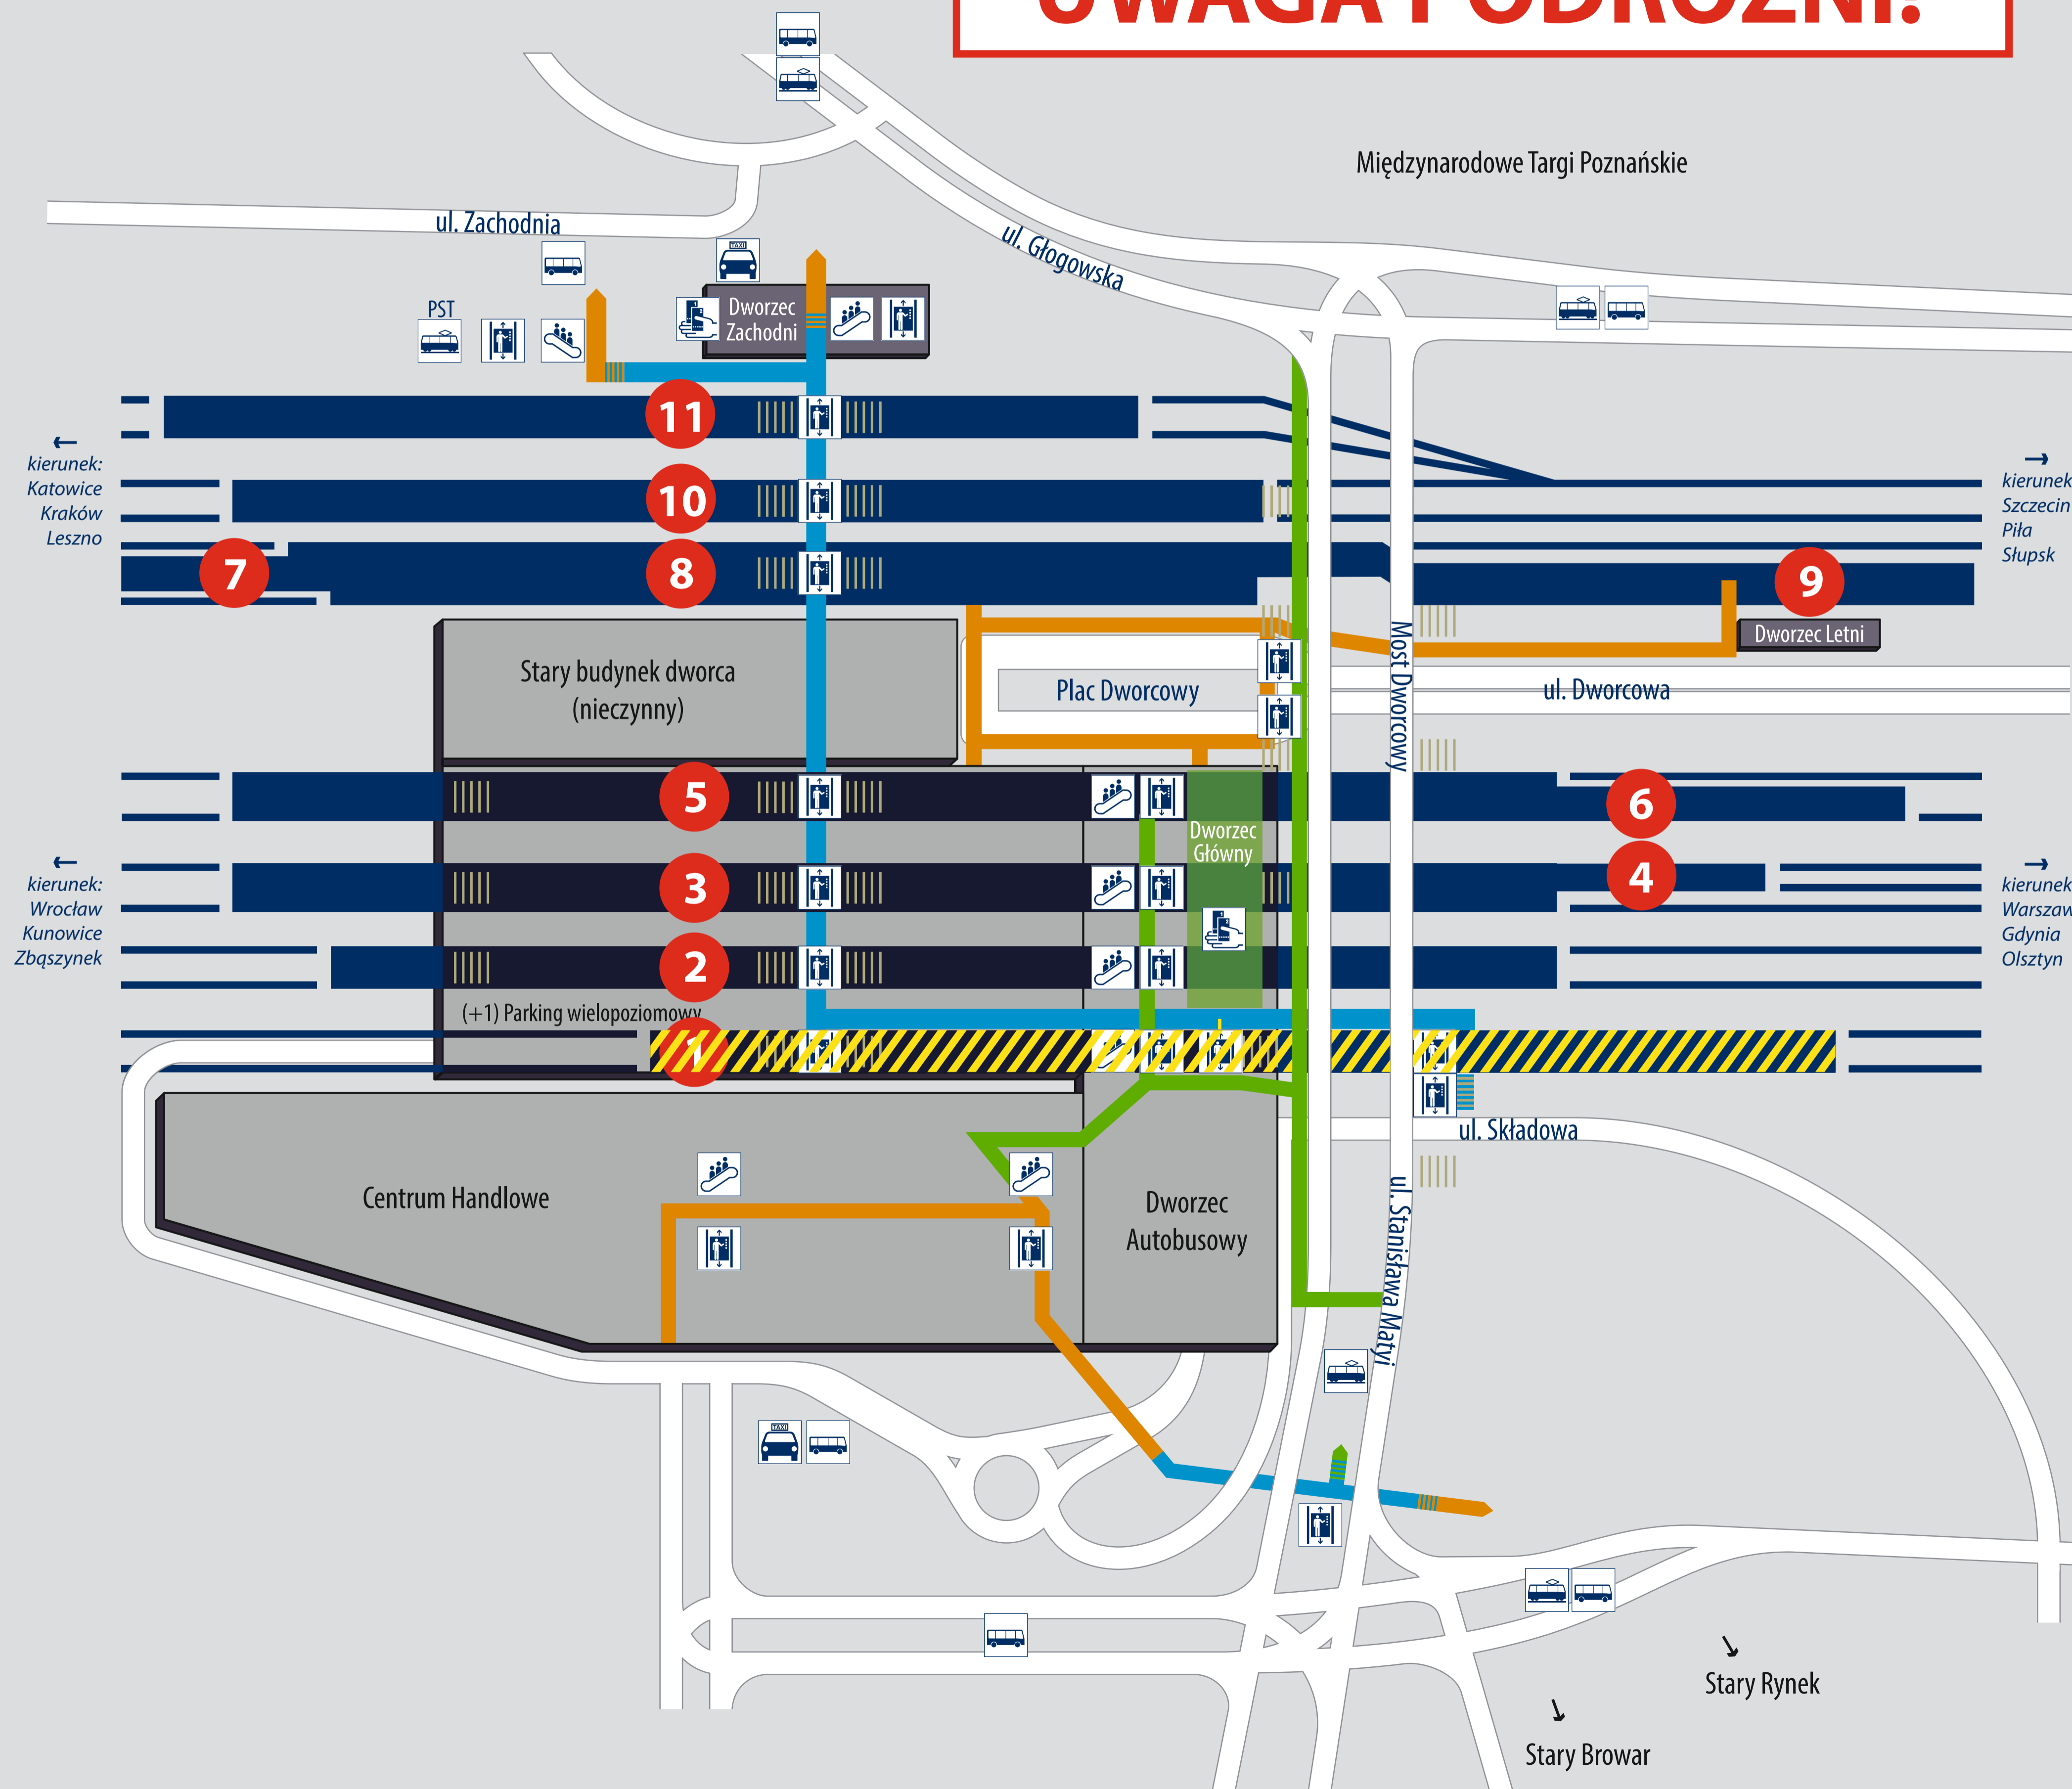 UWAGA PODRÓŻNI!
Międzynarodowe Targi Poznańskie
ul. Zachodnia
ul. Głogowska
TAXI
PST
Dworzec
Zachodni
11
kierunek:
Katowice
Kraków
Leszno
10
kierunek
Szczecin
Piła
Słupsk
7
8
9
Dworzec Letni
Stary budynek dworca
(nieczynny)
Plac Dworcowy
Most Dworcowy
ul. Dworcowa
5
6
Dworzec
Główny
3
4
kierunek:
Wrocław
Kunowice
Zbąszynek
kierunek
Warszaw
Gdynia
Olsztyn
2
(+1) Parking wielopoziomowy
1
ul. Składowa
Centrum Handlowe
Dworzec
Autobusowy
ul. Stanisława Matyi
TAXI
Stary Rynek
Stary Browar